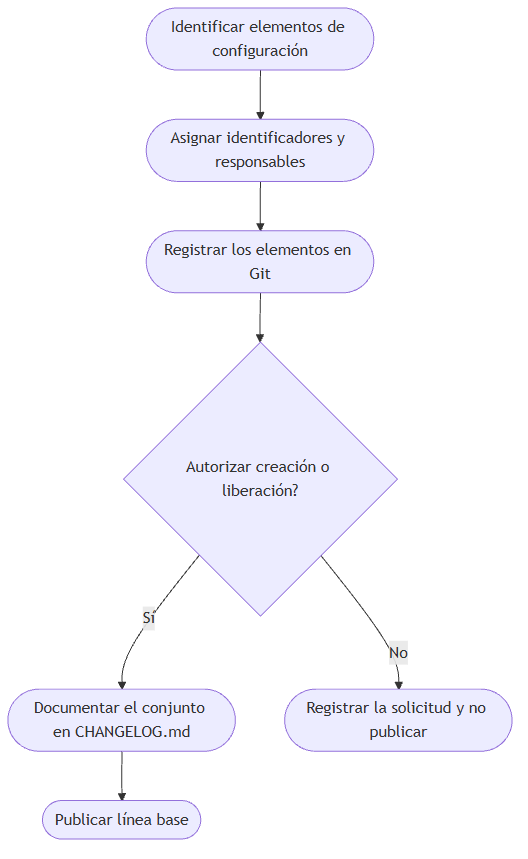 Identificar elementos de
configuración
Asignar identificadores y
responsables
Registrar los elementos en
Git
Autorizar creación o
liberación?
Sí
No
Documentar el conjunto
en CHANGELOG.md
Registrar la solicitud y no
publicar
Publicar línea base